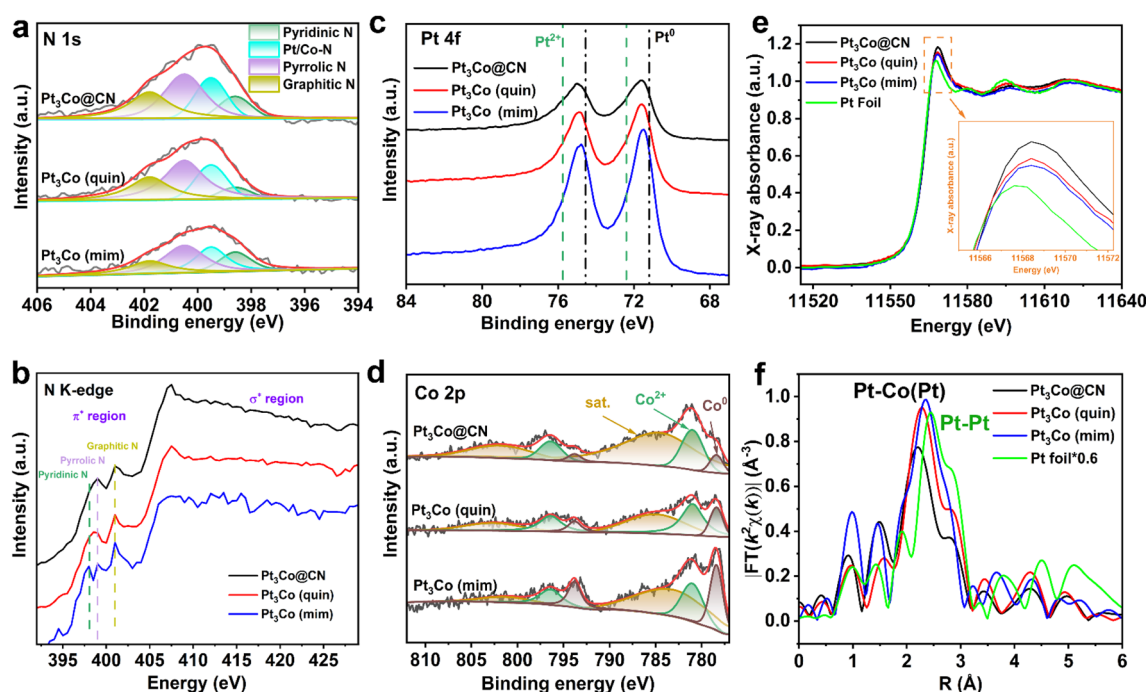 a
N 1s
Pyridinic N
Pt/Co-N
Pyrrolic N
Graphitic N
Pt₃Co@CN
Pt₃Co (quin)
Pt₃Co (mim)
Intensity (a.u.)
406 404 402 400 398 396 394
Binding energy (eV)
c
Pt 4f
Pt²⁺
Pt⁰
Pt₃Co@CN
Pt₃Co (quin)
Pt₃Co (mim)
Intensity (a.u.)
84 80 76 72 68
Binding energy (eV)
e
Pt₃Co@CN
Pt₃Co (quin)
Pt₃Co (mim)
Pt Foil
X-ray absorbance (a.u.)
1.2
1.0
0.8
0.6
0.4
0.2
0.0
X-ray absorbance (a.u.)
11566 11568 11570 11572
Energy (eV)
11520 11560 11580 11620 11640
Energy (eV)
b
N K-edge
π* region
σ* region
Graphitic N
Pyrrolic N
Pyridinic N
Intensity (a.u.)
Pt₃Co@CN
Pt₃Co (quin)
Pt₃Co (mim)
395 400 405 410 415 420 425
Energy (eV)
d
Co 2p
sat.
Co²⁺
Co⁰
Pt₃Co@CN
Pt₃Co (quin)
Pt₃Co (mim)
Intensity (a.u.)
810 805 800 795 790 785 780
Binding energy (eV)
f
Pt-Co(Pt)
Pt-Pt
Pt₃Co@CN
Pt₃Co (quin)
Pt₃Co (mim)
Pt foil*0.6
|FT(k²χ(k))| (Å⁻³)
1.0
0.8
0.6
0.4
0.2
0.0
0 1 2 3 4 5 6
R (Å)